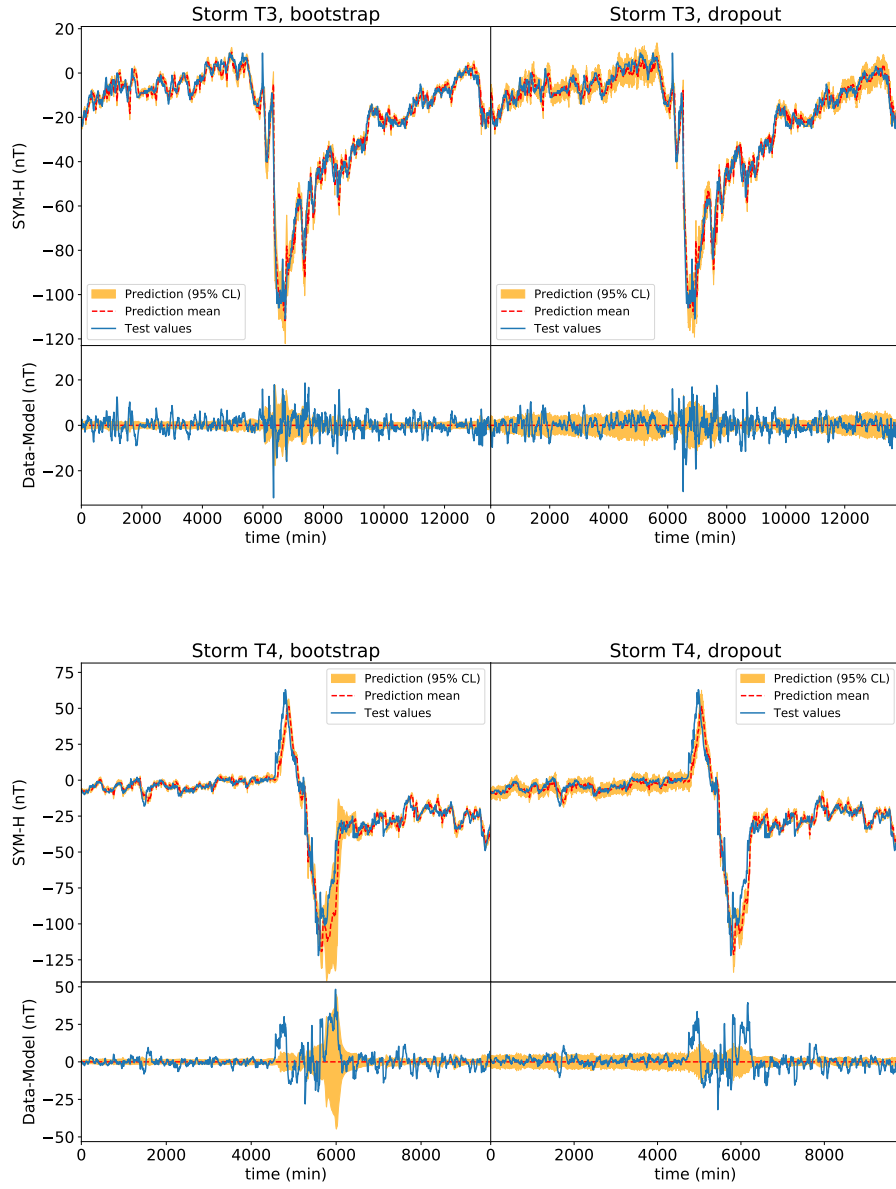 Storm T3, bootstrap
Storm T3, dropout
20
0
−20
−40
−60
−80
−100
−120
SYM-H (nT)
Prediction (95% CL)
Prediction mean
Test values
Prediction (95% CL)
Prediction mean
Test values
20
0
−20
Data-Model (nT)
0 2000 4000 6000 8000 10000 12000
0 2000 4000 6000 8000 10000 12000
time (min)
time (min)
Storm T4, bootstrap
Storm T4, dropout
75
50
25
0
−25
−50
−75
−100
−125
SYM-H (nT)
Prediction (95% CL)
Prediction mean
Test values
Prediction (95% CL)
Prediction mean
Test values
50
25
0
−25
−50
Data-Model (nT)
0 2000 4000 6000 8000
0 2000 4000 6000 8000
time (min)
time (min)